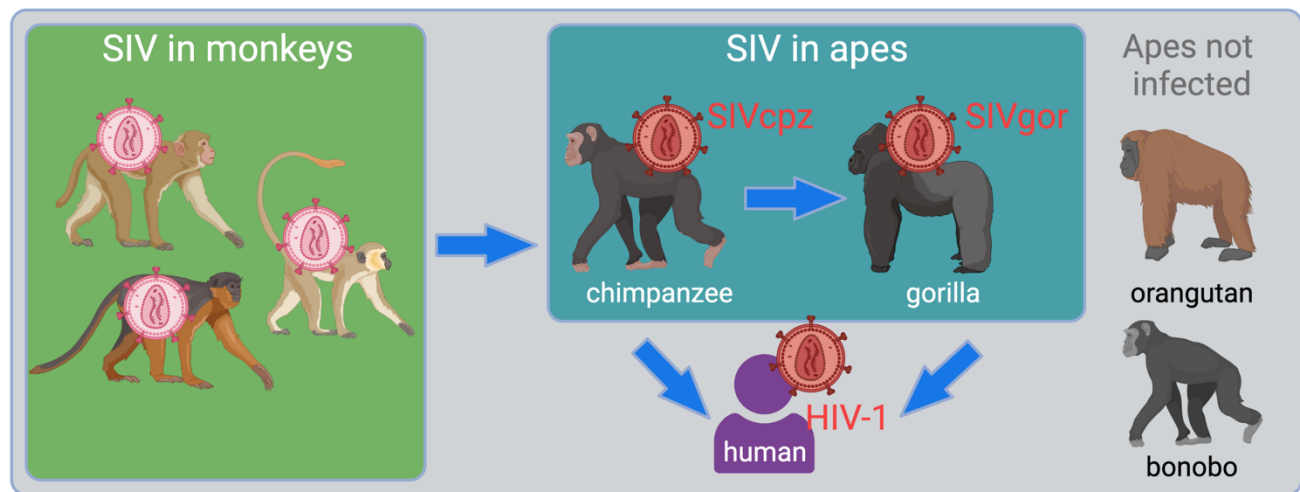 SIV in monkeys
SIV in apes
SIVcpz
SIVgor
chimpanzee
gorilla
HIV-1
human
Apes not
infected
orangutan
bonobo